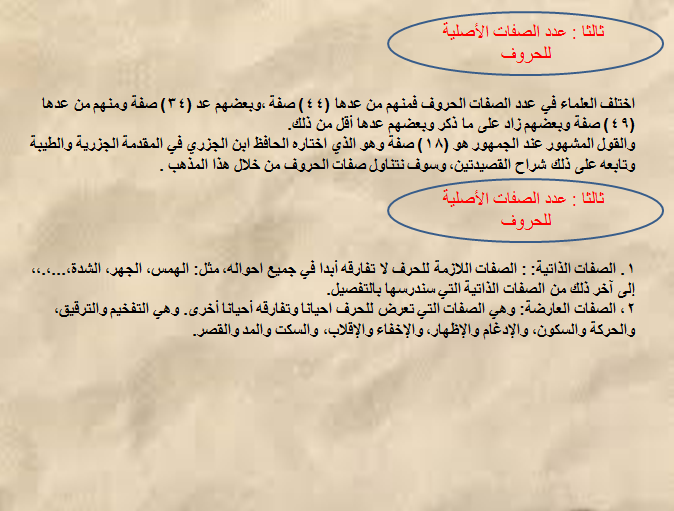 ثالثا : عدد الصفات الأصلية
للحروف
اختلف العلماء في عدد الصفات الحروف فمنهم من عدها (٤٤) صفة ،وبعضهم عد (٣٤) صفة ومنهم من عدها
(٤٩) صفة وبعضهم زاد على ما ذكر وبعضهم عدها أقل من ذلك.
والقول المشهور عند الجمهور هو (١٨) صفة وهو الذي اختاره الحافظ ابن الجزري في المقدمة الجزرية والطيبة
وتابعه على ذلك شراح القصيدتين، وسوف نتناول صفات الحروف من خلال هذا المذهب .
ثالثا : عدد الصفات الأصلية
للحروف
١. الصفات الذاتية: : الصفات اللازمة للحرف لا تفارقه أبدا في جميع احواله، مثل: الهمس، الجهر، الشدة،...،.،،
إلى آخر ذلك من الصفات الذاتية التي سندرسها بالتفصيل.
٢، الصفات العارضة: وهي الصفات التي تعرض للحرف احيانا وتفارقه أحيانا أخرى. وهي التفخيم والترقيق،
والحركة والسكون، والإدغام والإظهار، والإخفاء والإقلاب، والسكت والمد والقصر.